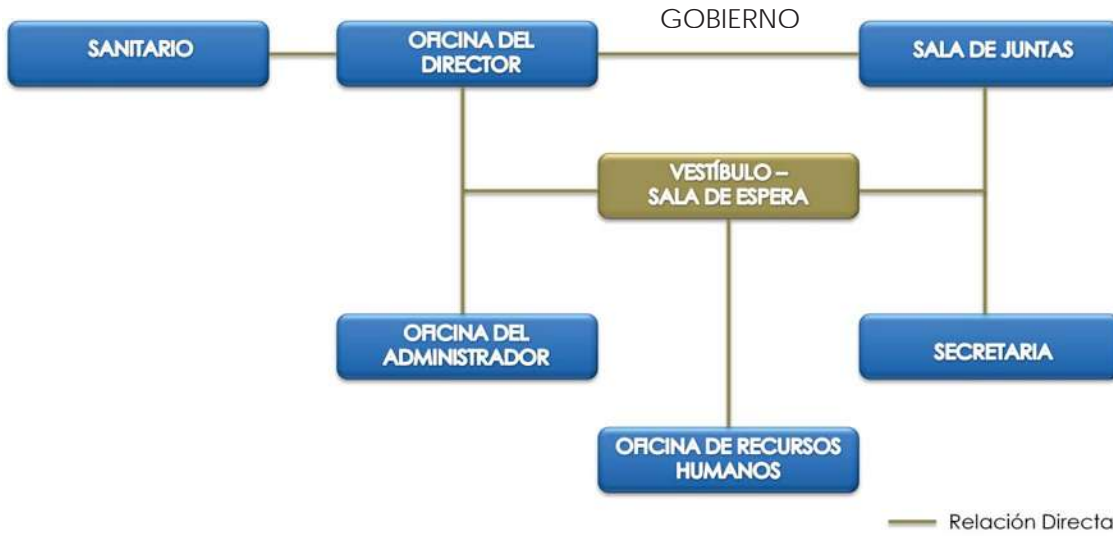 GOBIERNO
SANITARIO
OFICINA DEL
DIRECTOR
SALA DE JUNTAS
VESTÍBULO –
SALA DE ESPERA
OFICINA DEL
ADMINISTRADOR
SECRETARIA
OFICINA DE RECURSOS
HUMANOS
Relación Directa